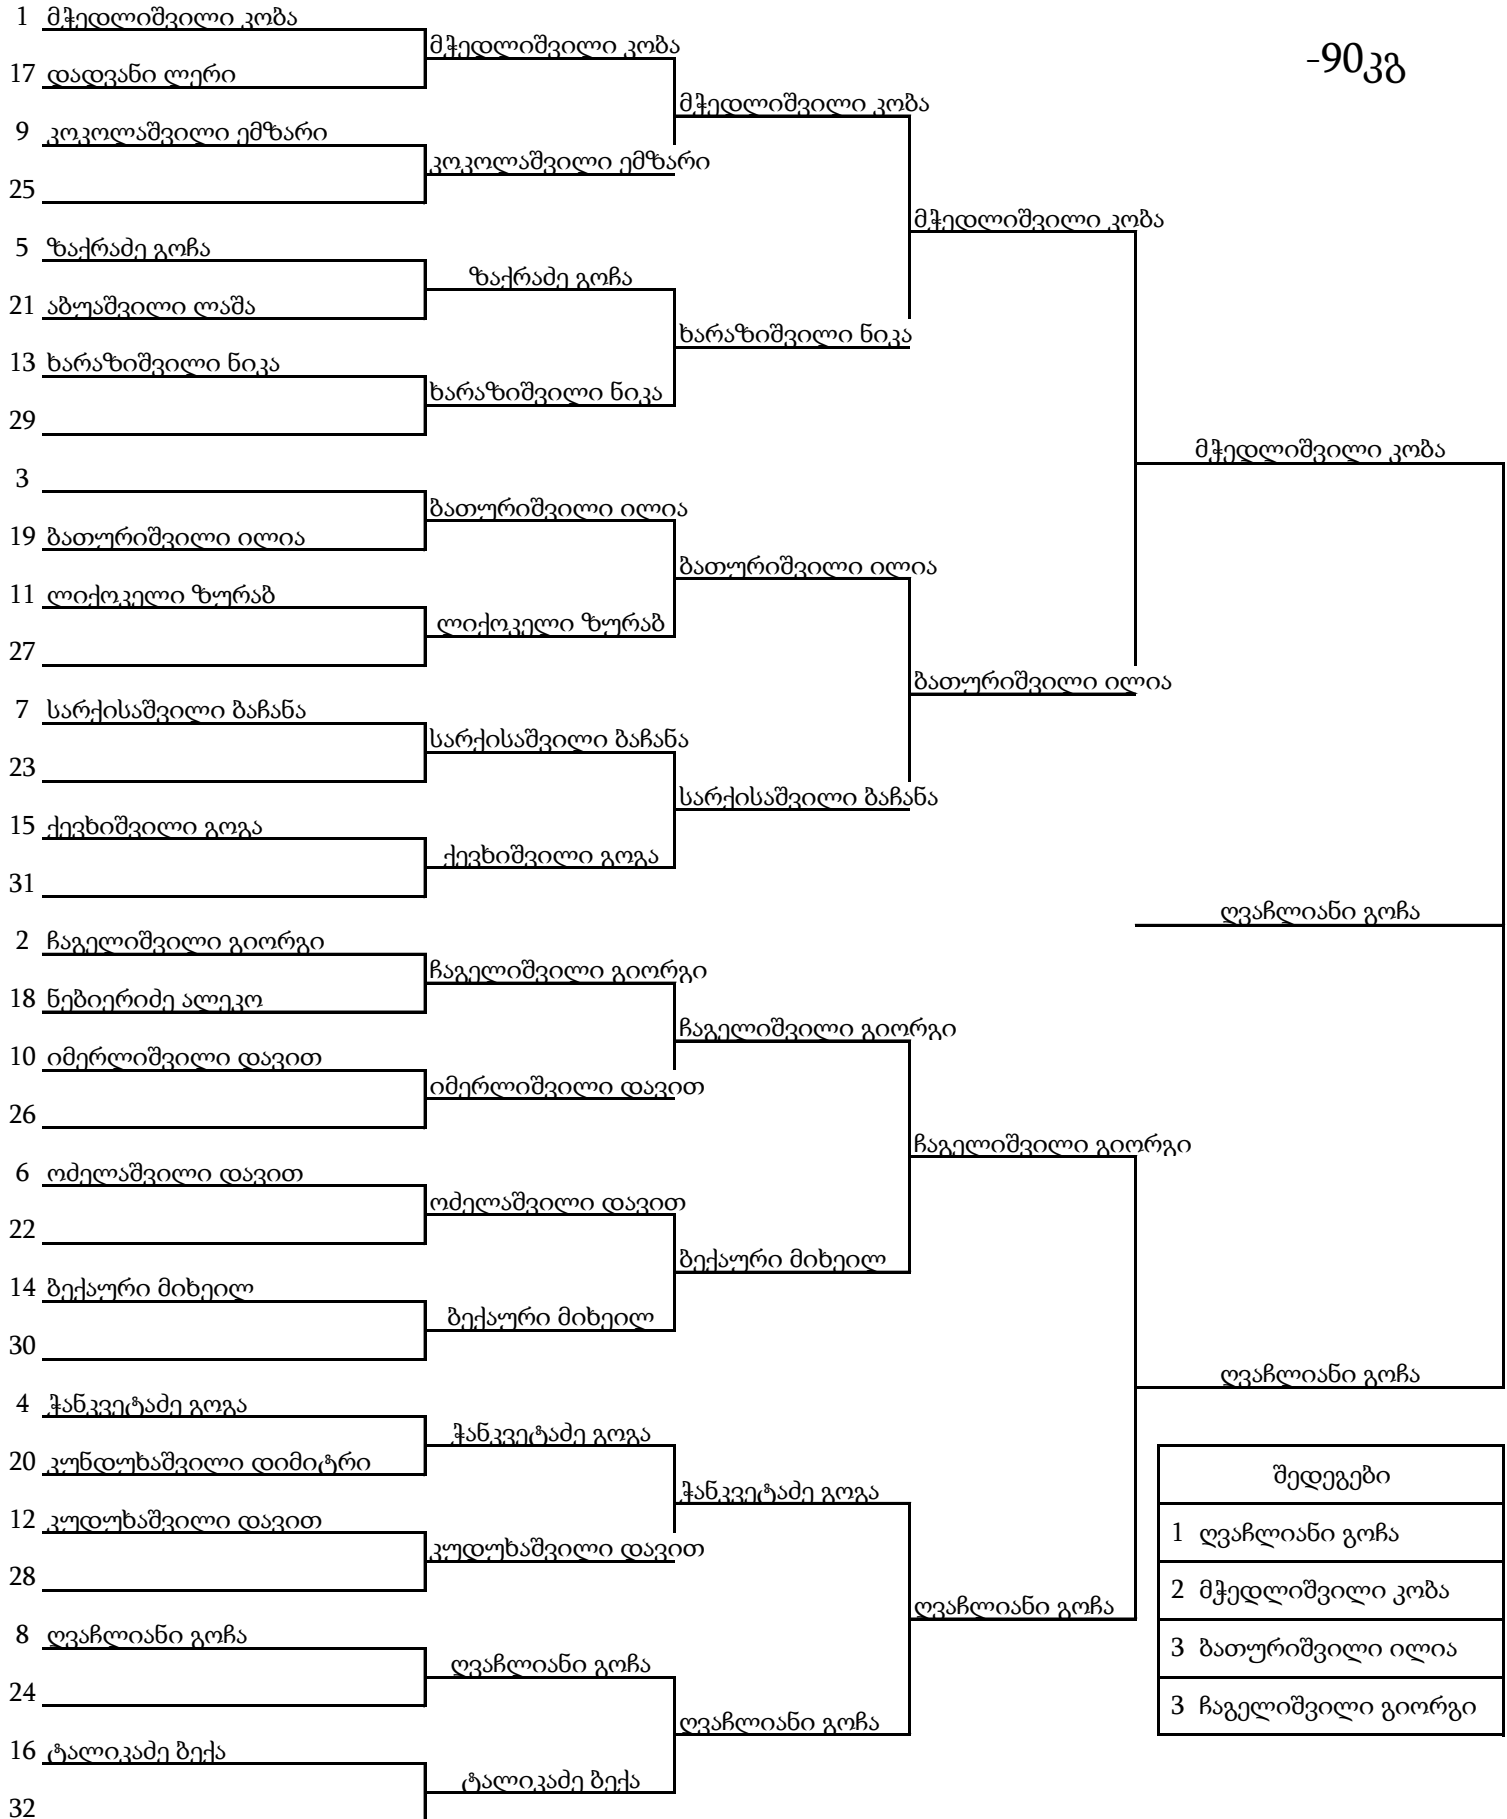 -90კგ
1 მჭედლიშვილი კობა
17 დადვანი ლერი
9 კოკოლაშვილი ემზარი
25
5 ზაქრაძე გოჩა
21 აბუაშვილი ლაშა
13 ხარაზიშვილი ნიკა
29
3
19 ბათურიშვილი ილია
11 ლიქოკელი ზურაბ
27
7 სარქისაშვილი ბაჩანა
23
15 ქევხიშვილი გოგა
31
2 ჩაგელიშვილი გიორგი
18 ნებიერიძე ალეკო
10 იმერლიშვილი დავით
26
6 ოძელაშვილი დავით
22
14 ბექაური მიხეილ
30
4 ჭანკვეტაძე გოგა
20 კუნდუხაშვილი დიმიტრი
12 კუდუხაშვილი დავით
28
8 ღვაჩლიანი გოჩა
24
16 ტალიკაძე ბექა
32
მჭედლიშვილი კობა
კოკოლაშვილი ემზარი
ზაქრაძე გოჩა
ხარაზიშვილი ნიკა
ბათურიშვილი ილია
ლიქოკელი ზურაბ
სარქისაშვილი ბაჩანა
ქევხიშვილი გოგა
ჩაგელიშვილი გიორგი
იმერლიშვილი დავით
ოძელაშვილი დავით
ბექაური მიხეილ
ჭანკვეტაძე გოგა
კუდუხაშვილი დავით
ღვაჩლიანი გოჩა
ტალიკაძე ბექა
მჭედლიშვილი კობა
ხარაზიშვილი ნიკა
ბათურიშვილი ილია
სარქისაშვილი ბაჩანა
ჩაგელიშვილი გიორგი
ბექაური მიხეილ
ჭანკვეტაძე გოგა
ღვაჩლიანი გოჩა
მჭედლიშვილი კობა
ბათურიშვილი ილია
ჩაგელიშვილი გიორგი
ღვაჩლიანი გოჩა
მჭედლიშვილი კობა
ღვაჩლიანი გოჩა
ღვაჩლიანი გოჩა
შედეგები
1 ღვაჩლიანი გოჩა
2 მჭედლიშვილი კობა
3 ბათურიშვილი ილია
3 ჩაგელიშვილი გიორგი